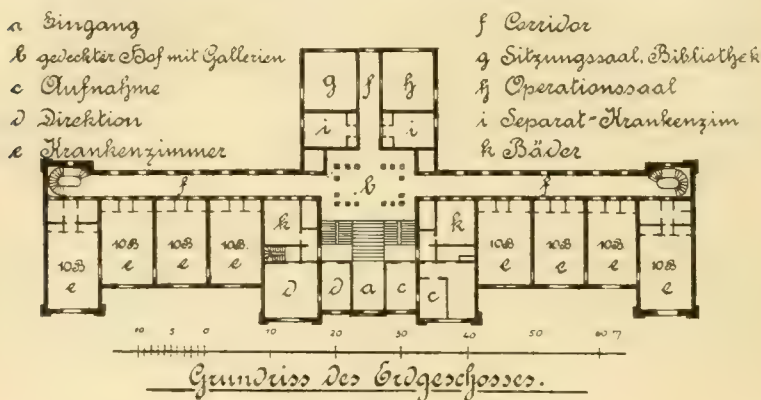 a Eingang
b gedeckter Hof mit Gallerien
c Aufnahme
d Direktion
e Krankenzimmer
f Corridor
g Sitzungssaal, Bibliothek
h Operationssaal
i Separat-Krankenzim
k Bäder
g f h
i i
f b f
k k
10B 10B 10B 10B 10B 10B 10B 10B
e e e e d d a c c e e e e
10 5 0 10 20 30 40 50 60 M
Grundriss des Erdgeschosses.